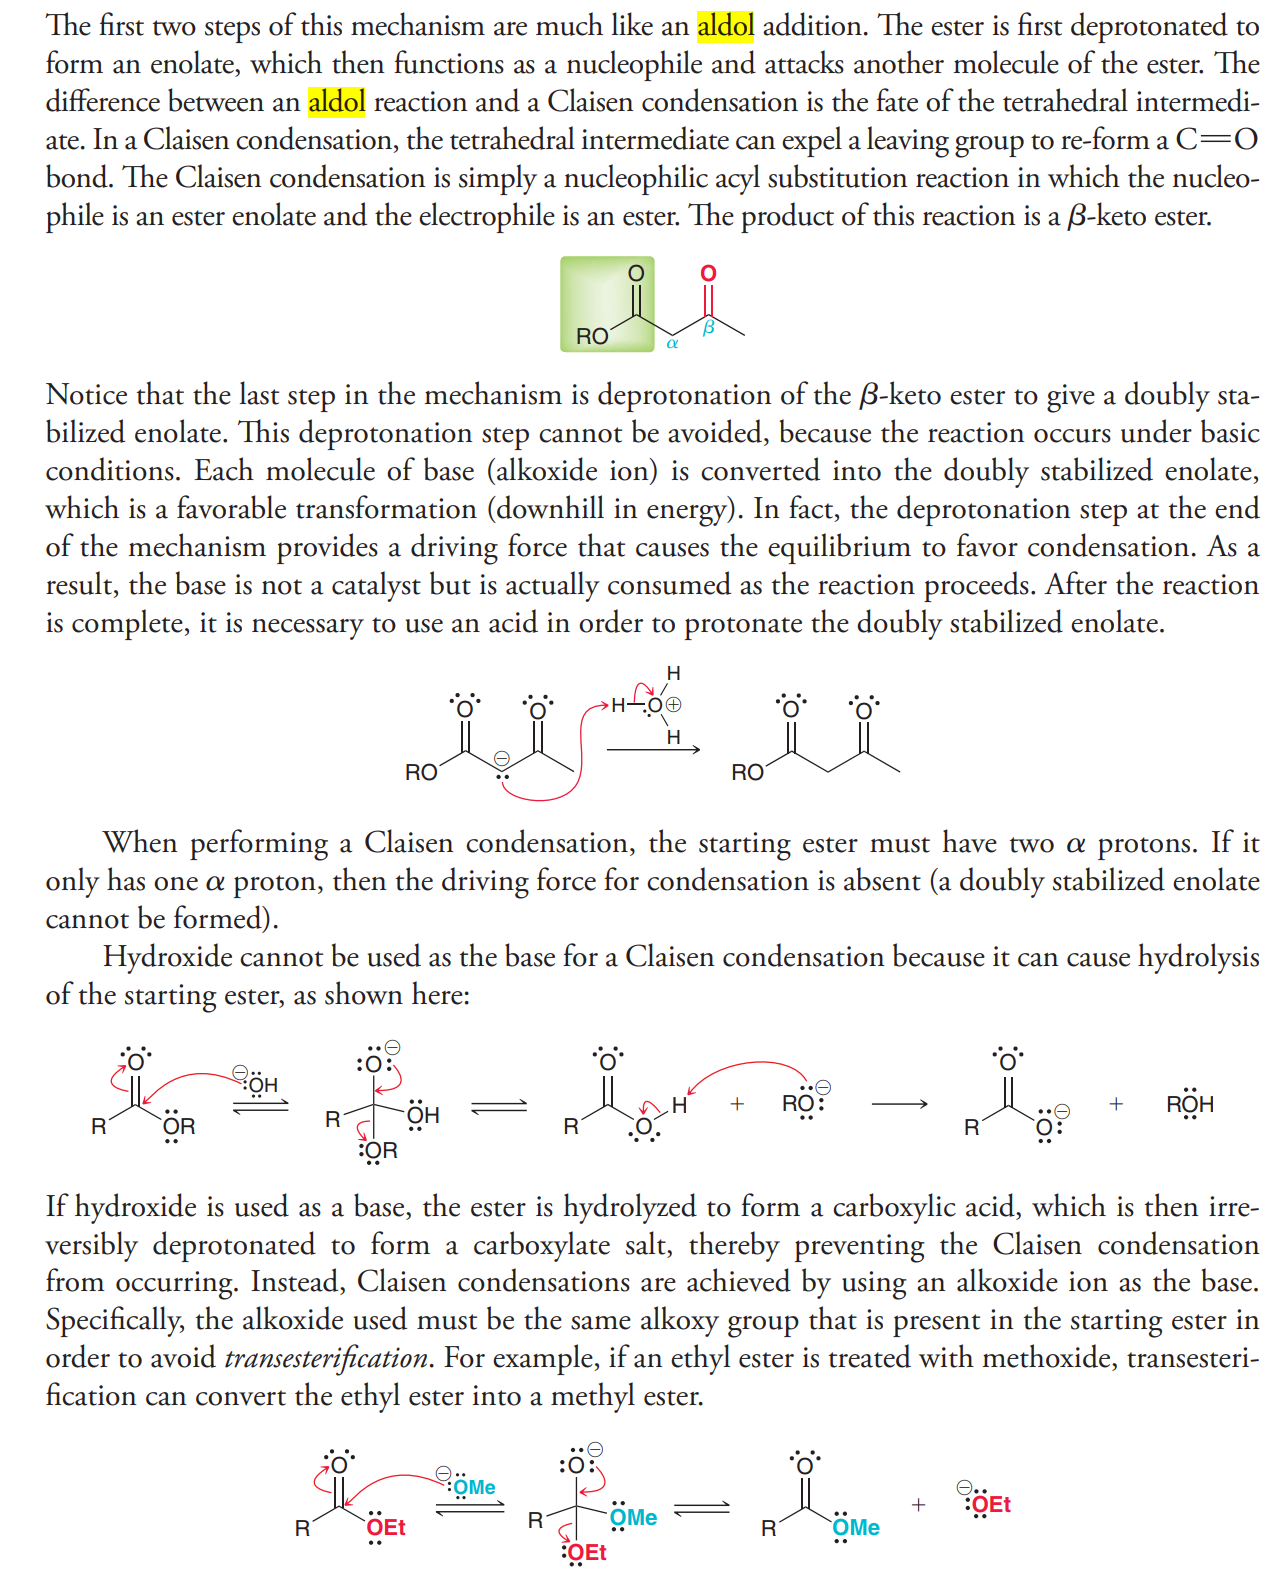 The first two steps of this mechanism are much like an aldol addition. The ester is first deprotonated to
form an enolate, which then functions as a nucleophile and attacks another molecule of the ester. The
difference between an aldol reaction and a Claisen condensation is the fate of the tetrahedral intermedi-
ate. In a Claisen condensation, the tetrahedral intermediate can expel a leaving group to re-form a C=O
bond. The Claisen condensation is simply a nucleophilic acyl substitution reaction in which the nucleo-
phile is an ester enolate and the electrophile is an ester. The product of this reaction is a β-keto ester.
O O
RO α β
Notice that the last step in the mechanism is deprotonation of the β-keto ester to give a doubly sta-
bilized enolate. This deprotonation step cannot be avoided, because the reaction occurs under basic
conditions. Each molecule of base (alkoxide ion) is converted into the doubly stabilized enolate,
which is a favorable transformation (downhill in energy). In fact, the deprotonation step at the end
of the mechanism provides a driving force that causes the equilibrium to favor condensation. As a
result, the base is not a catalyst but is actually consumed as the reaction proceeds. After the reaction
is complete, it is necessary to use an acid in order to protonate the doubly stabilized enolate.
H
O O H O ⊕ O O
H
RO ⊖ RO
When performing a Claisen condensation, the starting ester must have two α protons. If it
only has one α proton, then the driving force for condensation is absent (a doubly stabilized enolate
cannot be formed).
Hydroxide cannot be used as the base for a Claisen condensation because it can cause hydrolysis
of the starting ester, as shown here:
O ⊖ OH O ⊖ O O
R OR R OH R O H + RO ⊖ R O ⊖ + ROH
OR
If hydroxide is used as a base, the ester is hydrolyzed to form a carboxylic acid, which is then irre-
versibly deprotonated to form a carboxylate salt, thereby preventing the Claisen condensation
from occurring. Instead, Claisen condensations are achieved by using an alkoxide ion as the base.
Specifically, the alkoxide used must be the same alkoxy group that is present in the starting ester in
order to avoid transesterification. For example, if an ethyl ester is treated with methoxide, transesteri-
fication can convert the ethyl ester into a methyl ester.
O ⊖ OMe O ⊖ O
R OEt R OMe R OMe + ⊖ OEt
OEt